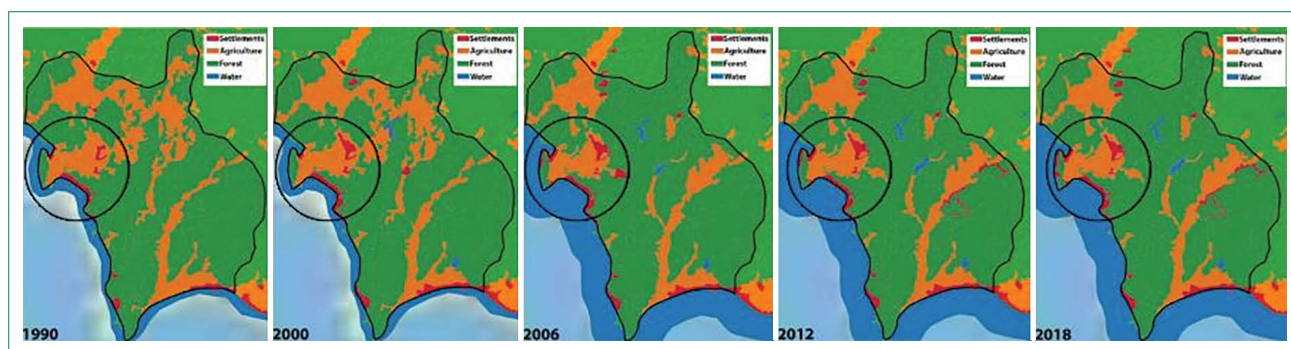 Settlements
Agriculture
Forest
Water
1990
Settlements
Agriculture
Forest
Water
2000
Settlements
Agriculture
Forest
Water
2006
Settlements
Agriculture
Forest
Water
2012
Settlements
Agriculture
Forest
Water
2018